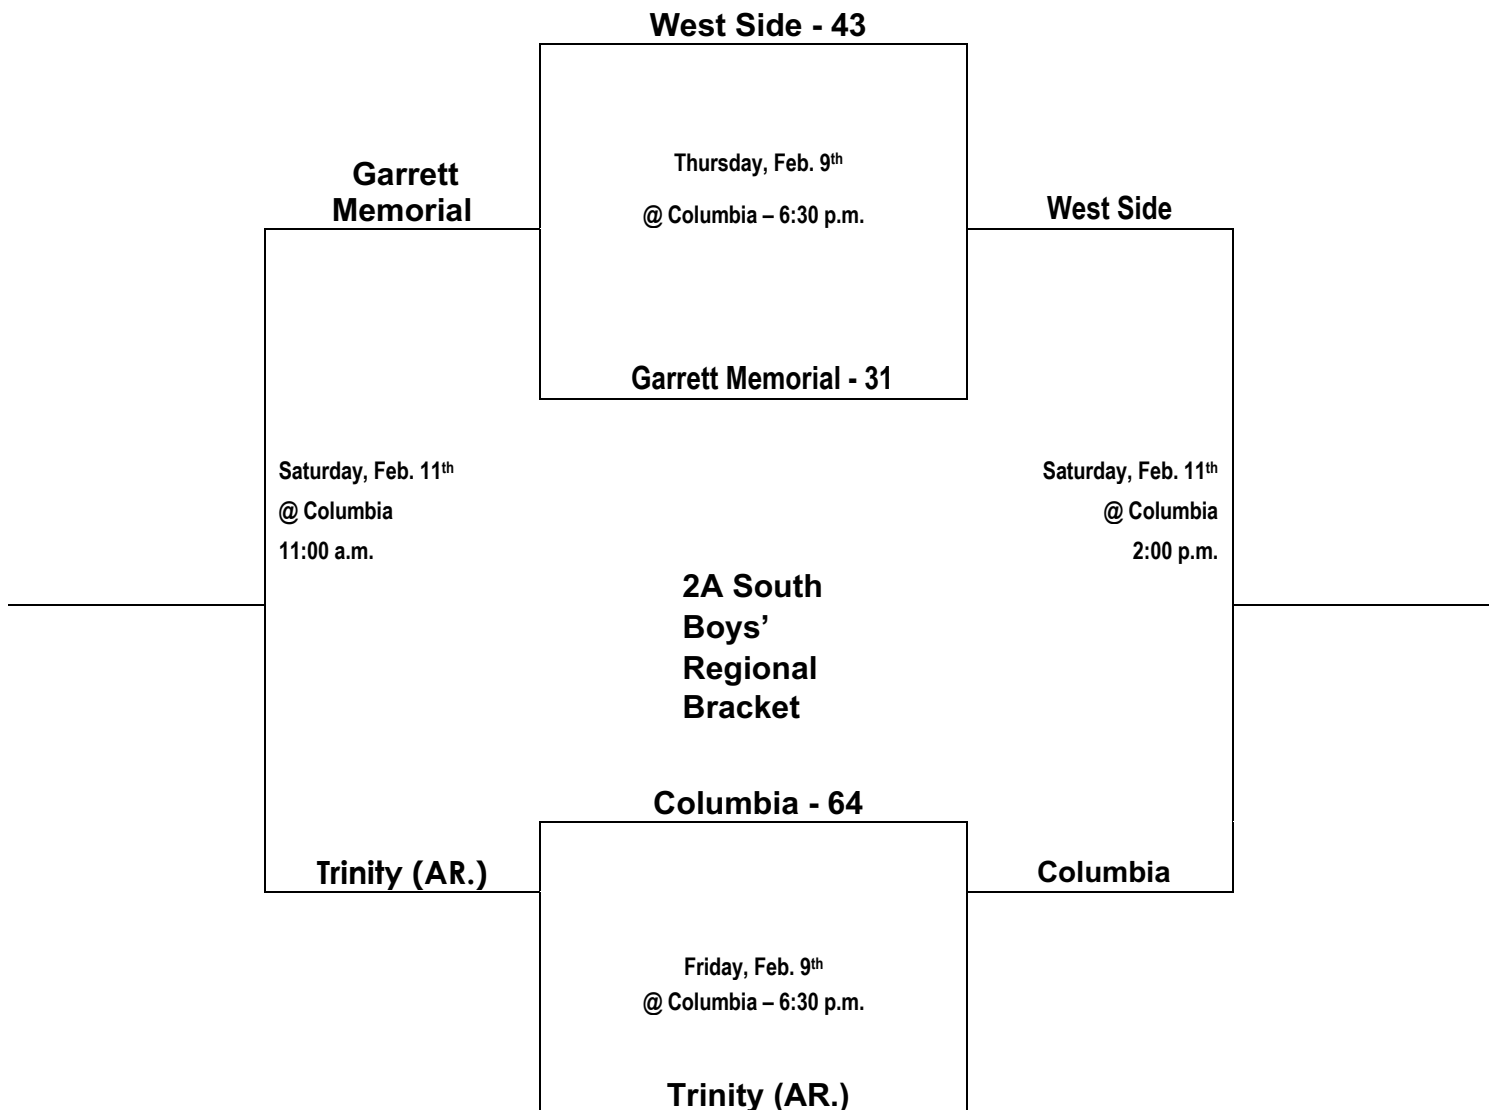 West Side - 43
Garrett
Memorial
Thursday, Feb. 9th
@ Columbia – 6:30 p.m.
West Side
Garrett Memorial - 31
Saturday, Feb. 11th
@ Columbia
11:00 a.m.
Saturday, Feb. 11th
@ Columbia
2:00 p.m.
2A South
Boys’
Regional
Bracket
Columbia - 64
Trinity (AR.)
Columbia
Friday, Feb. 9th
@ Columbia – 6:30 p.m.
Trinity (AR.)